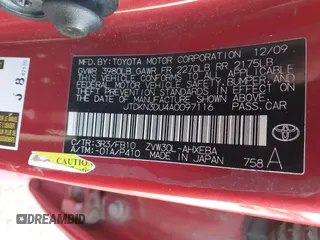 MFD. BY: TOYOTA MOTOR CORPORATION 12/09
GVWR 3980LB GAWR FR 2270LB RR 2175LB
THIS VEHICLE CONFORMS TO ALL APPLICABLE
FEDERAL MOTOR VEHICLE SAFETY, BUMPER, AND
THEFT PREVENTION STANDARDS IN EFFECT ON
THE DATE OF MANUFACTURE SHOWN ABOVE.
JTDKN3DU4A0097116 PASS.CAR
C/TR: 3R3/FB10 ZVW30L-AHXEBA
A/TM: -01A/P410 MADE IN JAPAN 758 A
CAUTION
DREAMBID